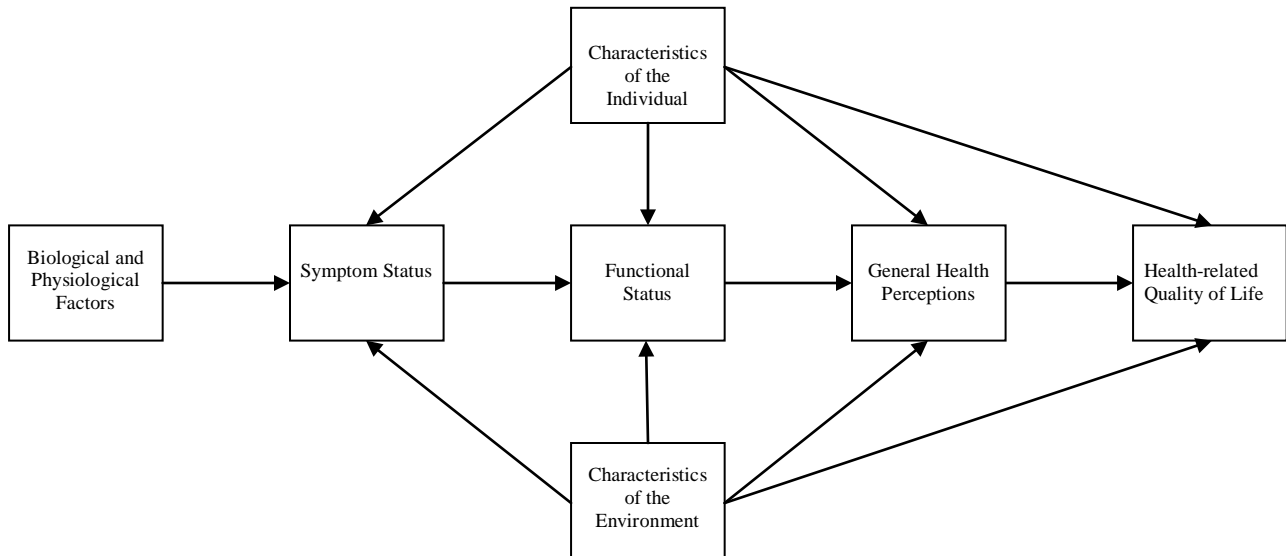 Characteristics
of the
Individual
Biological and
Physiological
Factors
Symptom Status
Functional
Status
General Health
Perceptions
Health-related
Quality of Life
Characteristics
of the
Environment